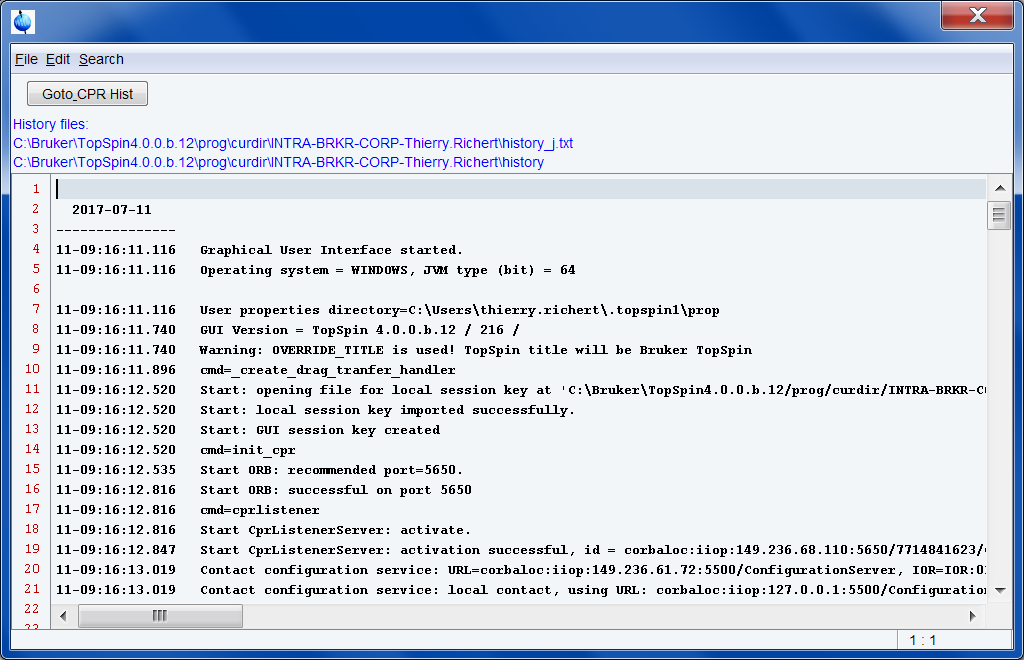 File Edit Search
Goto_CPR Hist
History files:
C:\Bruker\TopSpin4.0.0.b.12\prog\curdir\INTRA-BRKR-CORP-Thierry.Richert\history_j.txt
C:\Bruker\TopSpin4.0.0.b.12\prog\curdir\INTRA-BRKR-CORP-Thierry.Richert\history
1
2 2017-07-11
3 ---------------
4 11-09:16:11.116 Graphical User Interface started.
5 11-09:16:11.116 Operating system = WINDOWS, JVM type (bit) = 64
6
7 11-09:16:11.116 User properties directory=C:\Users\thierry.richert\.topspin1\prop
8 11-09:16:11.740 GUI Version = TopSpin 4.0.0.b.12 / 216 /
9 11-09:16:11.740 Warning: OVERRIDE_TITLE is used! TopSpin title will be Bruker TopSpin
10 11-09:16:11.896 cmd=_create_drag_tranfer_handler
11 11-09:16:12.520 Start: opening file for local session key at 'C:\Bruker\TopSpin4.0.0.b.12/prog/curdir/INTRA-BRKR-C
12 11-09:16:12.520 Start: local session key imported successfully.
13 11-09:16:12.520 Start: GUI session key created
14 11-09:16:12.520 cmd=init_cpr
15 11-09:16:12.535 Start ORB: recommended port=5650.
16 11-09:16:12.816 Start ORB: successful on port 5650
17 11-09:16:12.816 cmd=cprlistener
18 11-09:16:12.816 Start CprListenerServer: activate.
19 11-09:16:12.847 Start CprListenerServer: activation successful, id = corbaloc:iiop:149.236.68.110:5650/7714841623/
20 11-09:16:13.019 Contact configuration service: URL=corbaloc:iiop:149.236.61.72:5500/ConfigurationServer, IOR=IOR:0
21 11-09:16:13.019 Contact configuration service: local contact, using URL: corbaloc:iiop:127.0.0.1:5500/Configuration
22
23
1 : 1